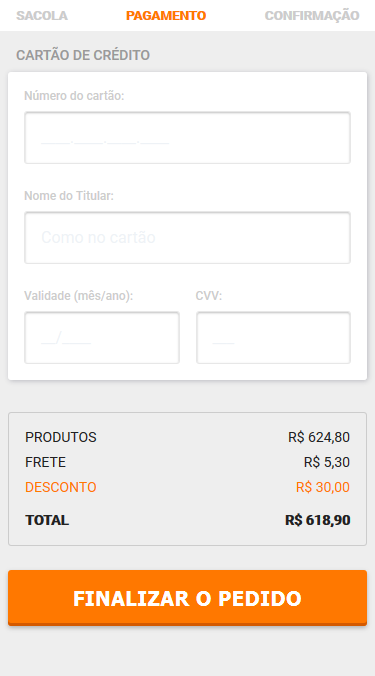 SACOLA PAGAMENTO CONFIRMAÇÃO
CARTÃO DE CRÉDITO
Número do cartão:
____.____.____.____
Nome do Titular:
Como no cartão
Validade (mês/ano): CVV:
__/____ ___
PRODUTOS R$ 624,80
FRETE R$ 5,30
DESCONTO R$ 30,00
TOTAL R$ 618,90
FINALIZAR O PEDIDO